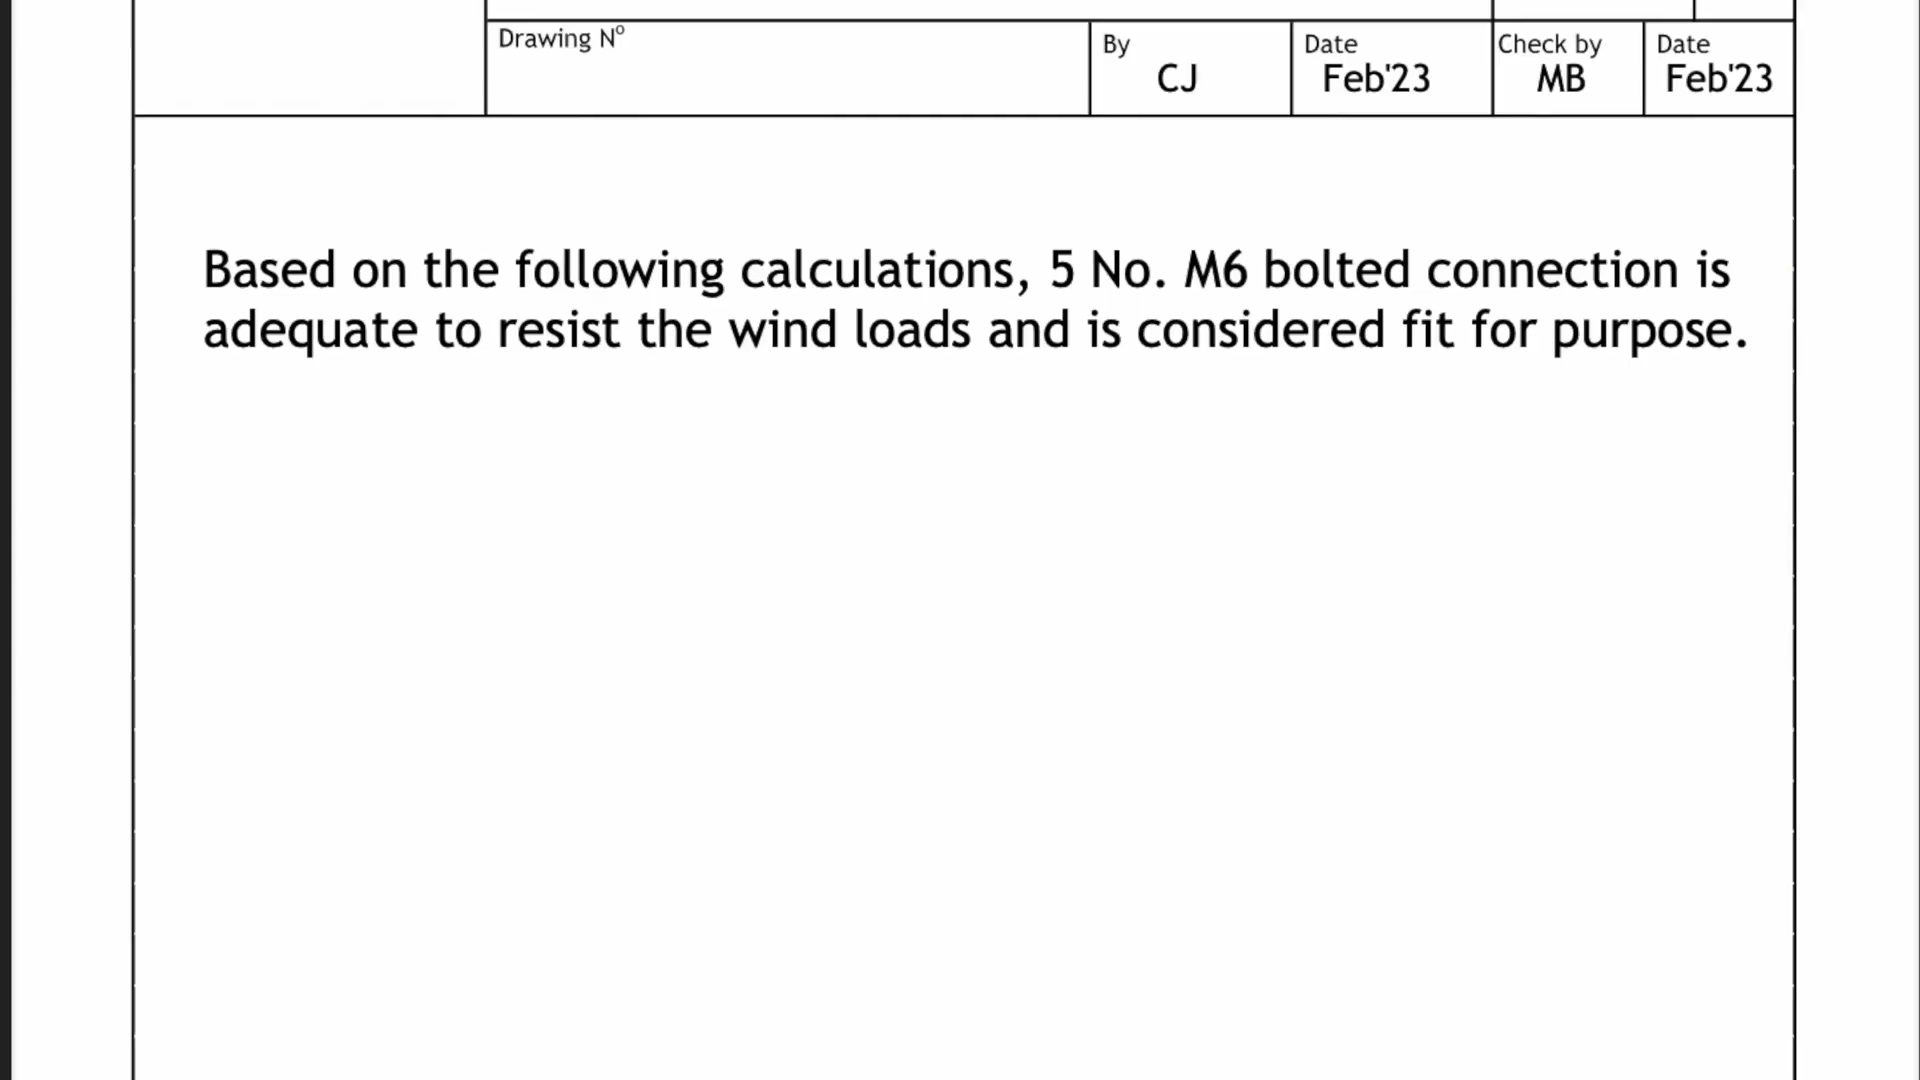 Drawing Nº
By
CJ
Date
Feb'23
Check by
MB
Date
Feb'23
Based on the following calculations, 5 No. M6 bolted connection is
adequate to resist the wind loads and is considered fit for purpose.